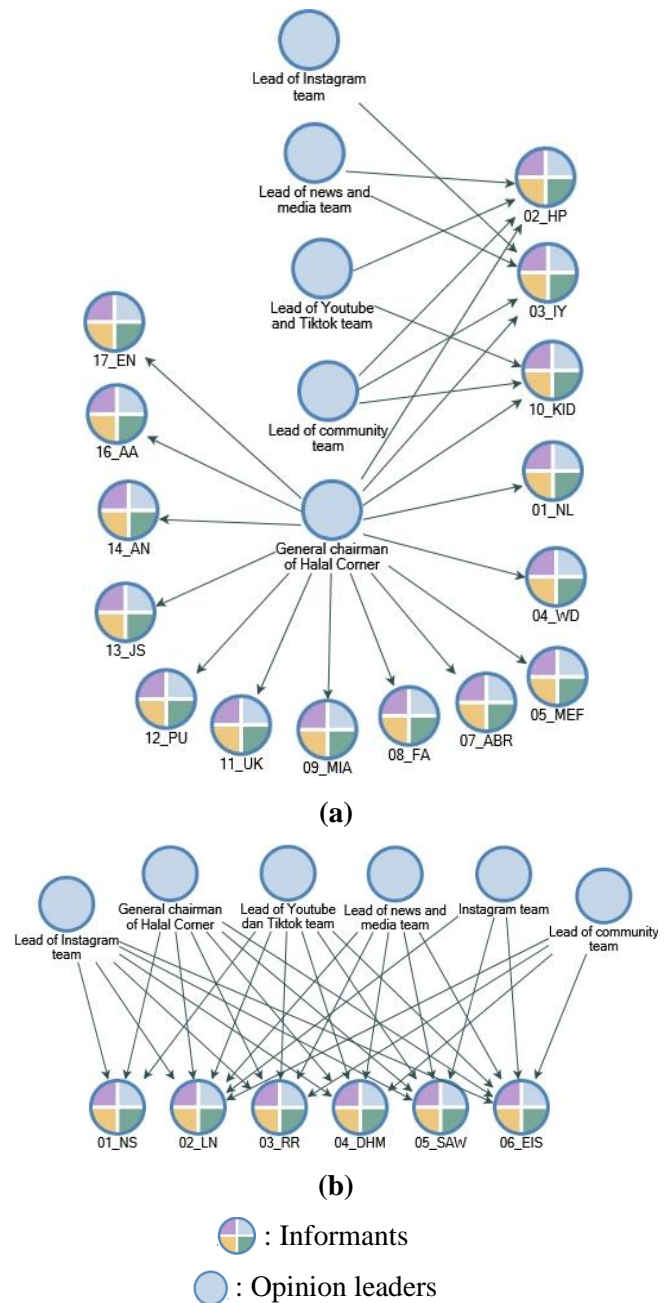 Lead of Instagram
team
Lead of news and
media team
02_HP
Lead of Youtube
and Tiktok team
03_IY
17_EN
Lead of community
team
10_KID
16_AA
01_NL
14_AN
General chairman
of Halal Corner
04_WD
13_JS
05_MEF
12_PU
11_UK
09_MIA
08_FA
07_ABR
(a)
General chairman
of Halal Corner
Lead of Youtube
dan Tiktok team
Lead of news and
media team
Instagram team
Lead of Instagram
team
Lead of community
team
01_NS
02_LN
03_RR
04_DHM
05_SAW
06_EIS
(b)
: Informants
: Opinion leaders